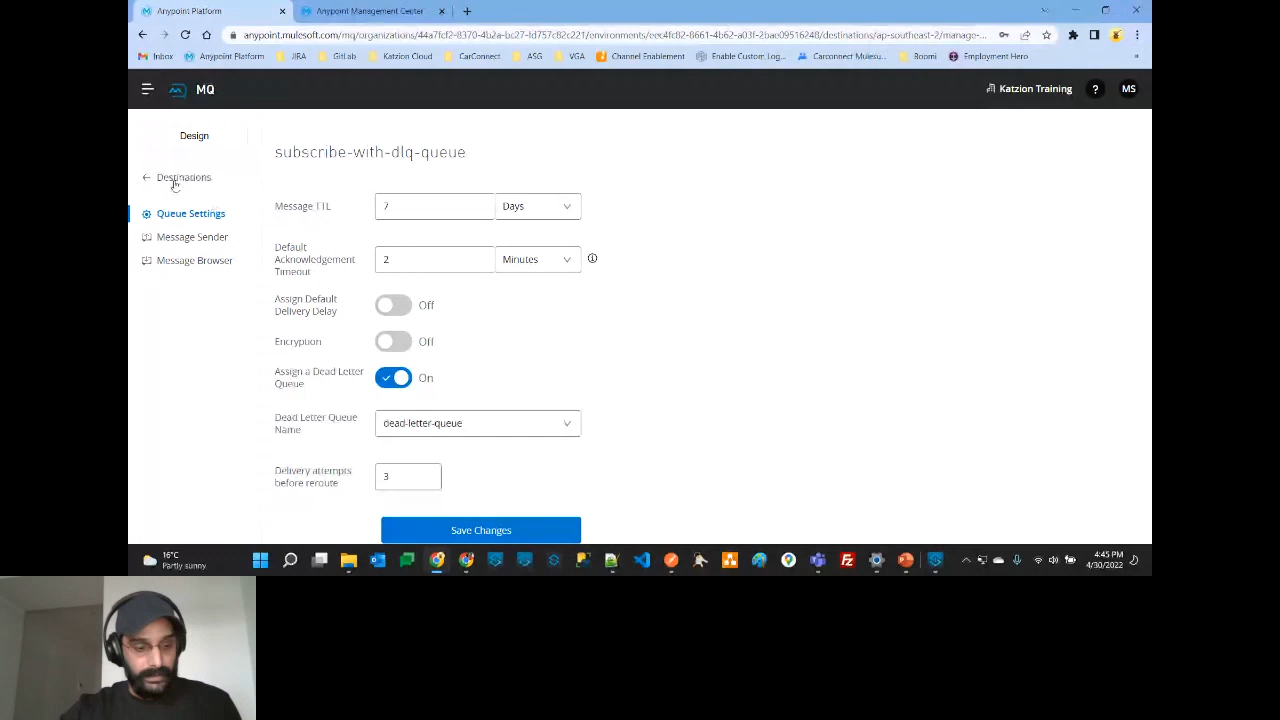 Anypoint Platform
Anypoint Management Center
anypoint.mulesoft.com/mq/organizations/44a7fcf2-8370-4b2a-bc27-fd757c82c221/environments/eec4fc82-8661-4b62-a03f-2bae09516248/destinations/ap-southeast-2/manage-...
Inbox Anypoint Platform JIRA GitLab Katzion Cloud CarConnect ASG VGA Channel Enablement Enable Custom Log... Carconnect Mulesu... Boomi Employment Hero »
MQ
Katzion Training ? MS
Design
Destinations
Queue Settings
Message Sender
Message Browser
subscribe-with-dlq-queue
Message TTL
7 Days
Default
Acknowledgement
Timeout
2 Minutes
Assign Default
Delivery Delay
Off
Encryption
Off
Assign a Dead Letter
Queue
On
Dead Letter Queue
Name
dead-letter-queue
Delivery attempts
before reroute
3
Save Changes
16°C
Partly sunny
4:45 PM
4/30/2022